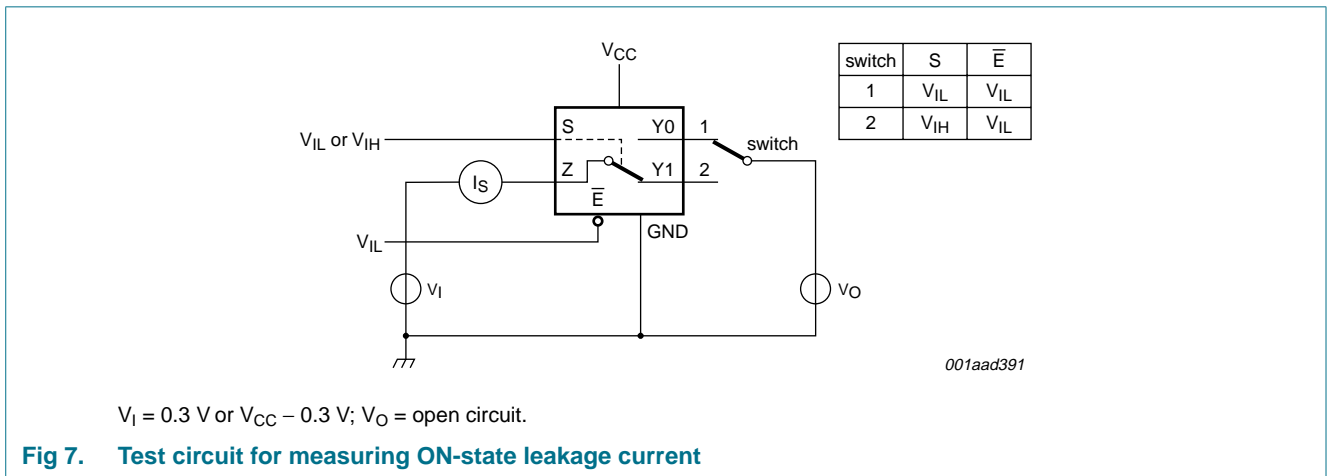 VCC
switch S E̅
1 VIL VIL
2 VIH VIL
S Y0 1
switch
VIL or VIH
Z Y1 2
IS
E̅
GND
VIL
VI
VO
001aad391
VI = 0.3 V or VCC − 0.3 V; VO = open circuit.
Fig 7. Test circuit for measuring ON-state leakage current